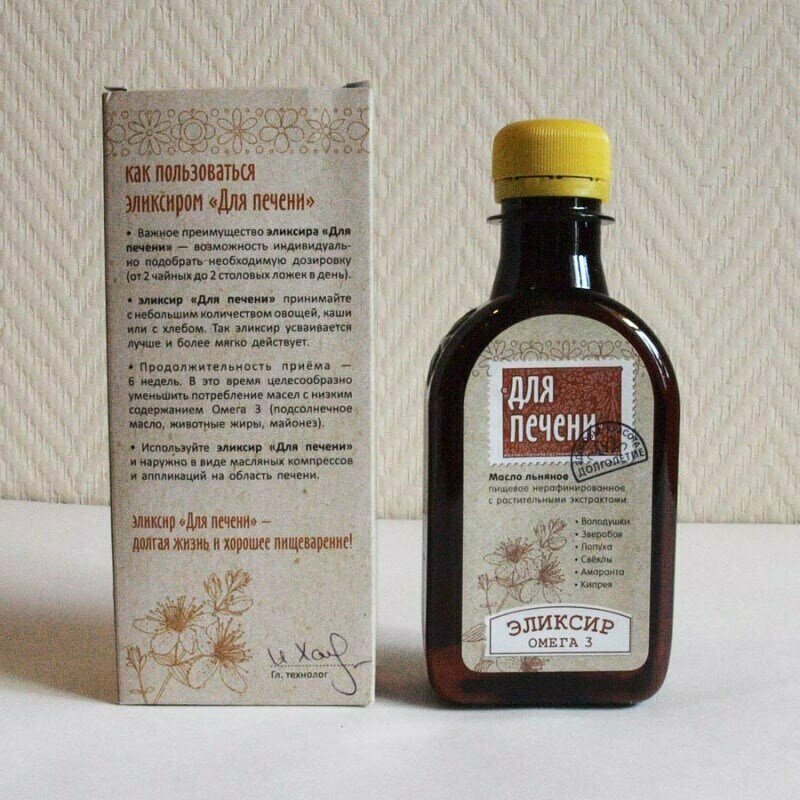 как пользоваться
эликсиром «Для печени»
• Важное преимущество эликсира «Для
печени» — возможность индивидуаль-
но подобрать необходимую дозировку
(от 2 чайных до 2 столовых ложек в день).
• эликсир «Для печени» принимайте
с небольшим количеством овощей, каши
или с хлебом. Так эликсир усваивается
лучше и более мягко действует.
• Продолжительность приёма —
6 недель. В это время целесообразно
уменьшить потребление масел с низким
содержанием Омега 3 (подсолнечное
масло, животные жиры, майонез).
• Используйте эликсир «Для печени»
и наружно в виде масляных компрессов
и аппликаций на область печени.
эликсир «Для печени» —
долгая жизнь и хорошее пищеварение!
Гл. технолог
ДЛЯ
печени
ДОЛГОЛЕТИЕ
Масло льняное
пищевое нерафинированное
с растительными экстрактами
• Володушки
• Зверобоя
• Лопуха
• Свёклы
• Амаранта
• Кипрея
ЭЛИКСИР
ОМЕГА 3